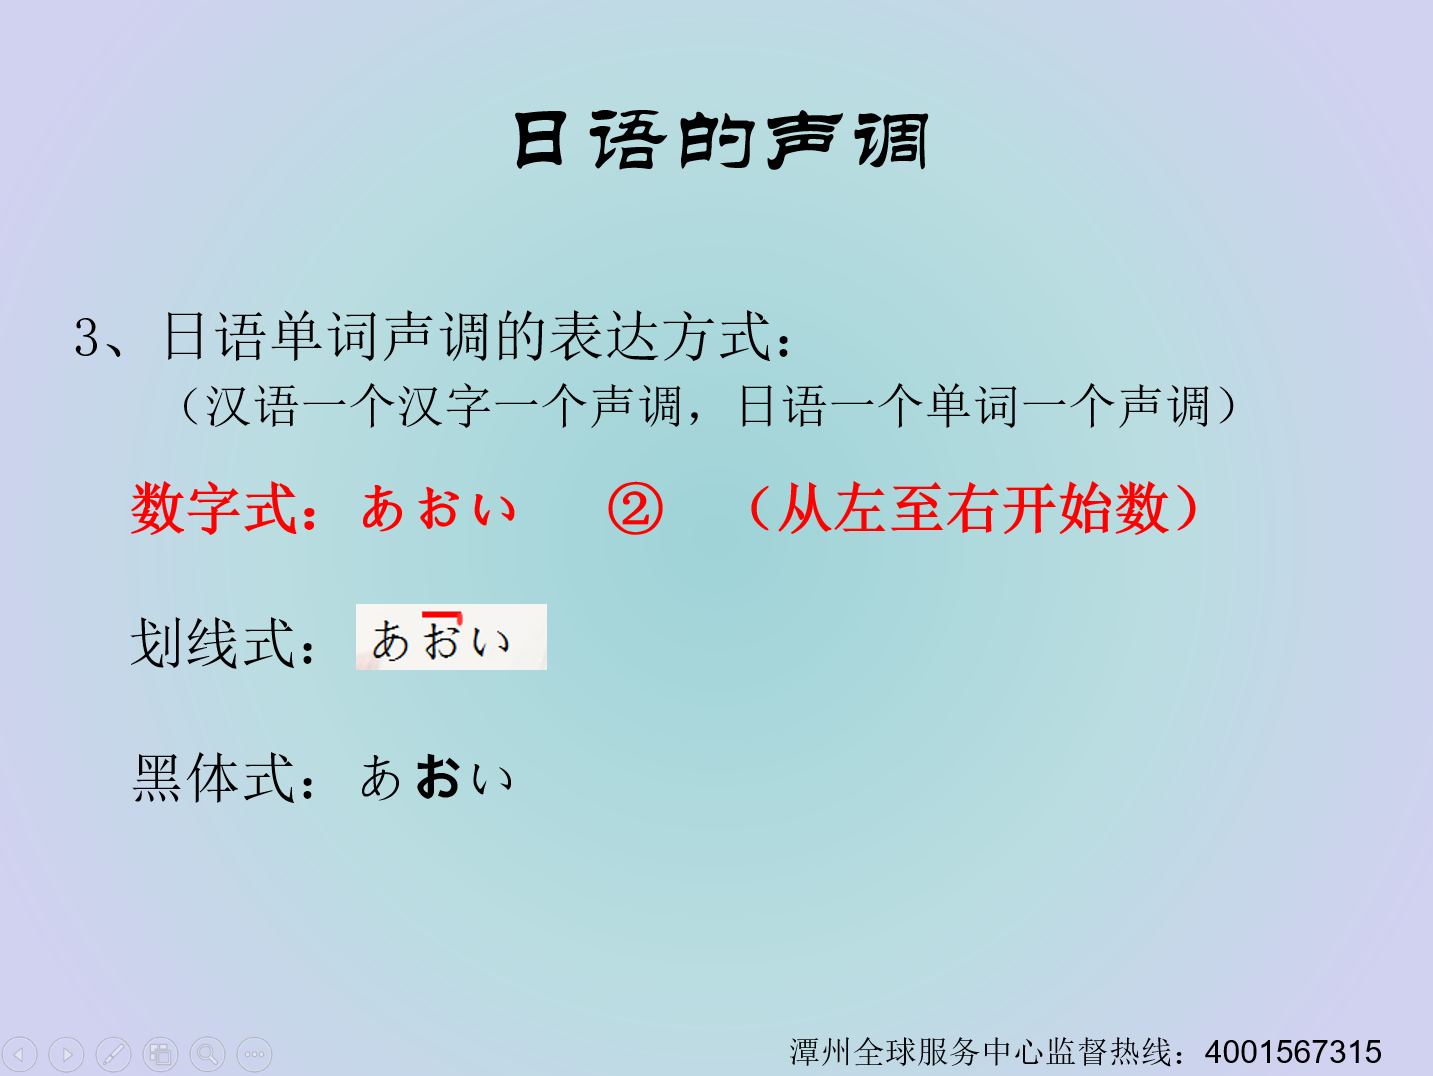 日语的声调
3、日语单词声调的表达方式：
（汉语一个汉字一个声调，日语一个单词一个声调）
数字式：あおい ② （从左至右开始数）
划线式：あおい
黑体式：あおい
潭州全球服务中心监督热线：4001567315